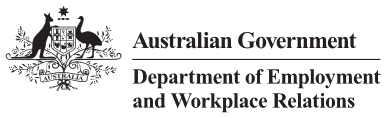 AUSTRALIA
Australian Government
Department of Employment
and Workplace Relations